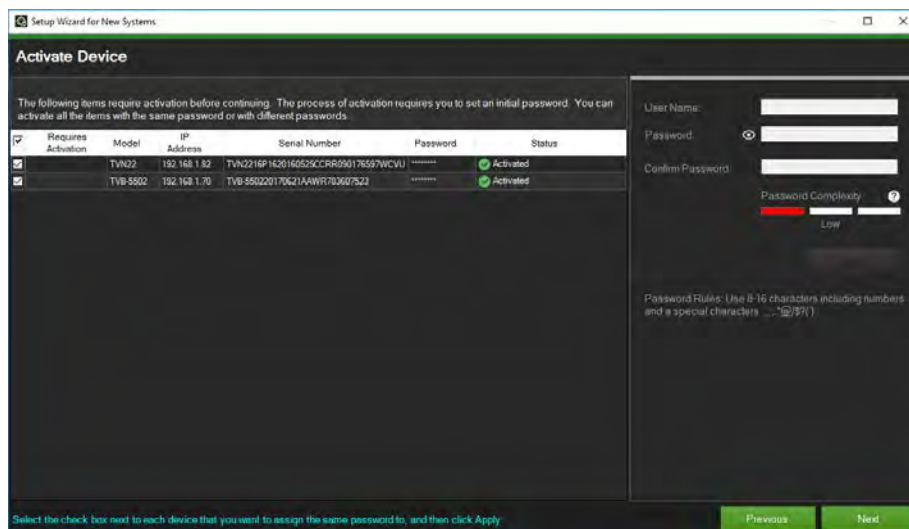 Setup Wizard for New Systems
Activate Device
The following items require activation before continuing. The process of activation requires you to set an initial password. You can
activate all the items with the same password or with different passwords.
Requires Activation Model IP Address Serial Number Password Status
TVN22 192.168.1.82 ******** Activated
TVB-5502 192.168.1.70 TVB-550220170621AAWR783607523 ******** Activated
User Name:
Password:
Confirm Password:
Password Complexity ?
Low
Password Rules: Use 8-16 characters including numbers
and a special characters
Select the check box next to each device that you want to assign the same password to, and then click Apply
Previous Next